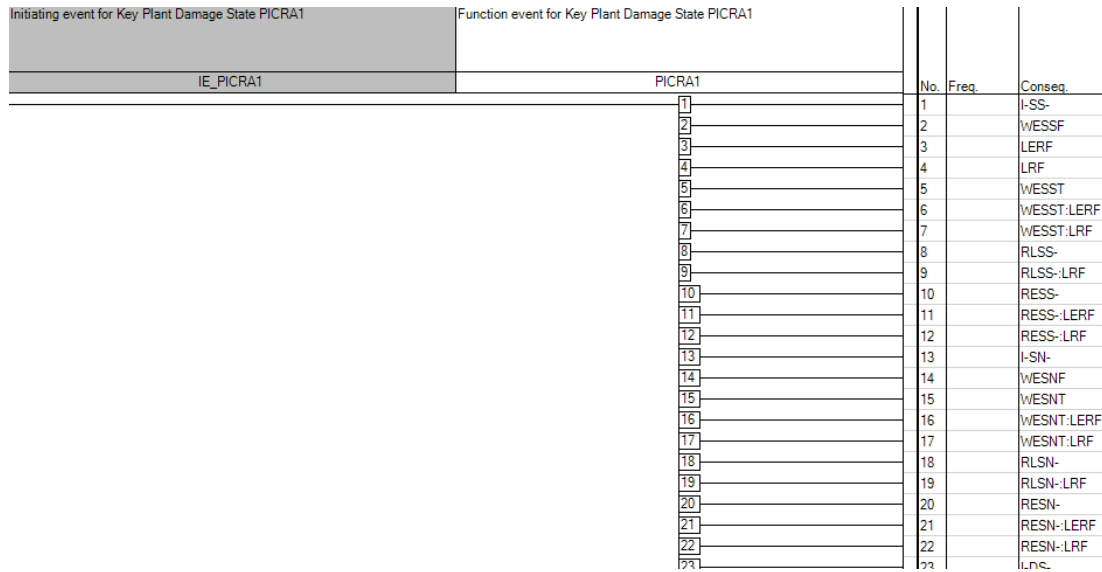 Initiating event for Key Plant Damage State PICRA1
Function event for Key Plant Damage State PICRA1
IE_PICRA1
PICRA1
No. Freq. Conseq.
1 1 I-SS-
2 2 WESSF
3 3 LERF
4 4 LRF
5 5 WESST
6 6 WESST:LERF
7 7 WESST:LRF
8 8 RLSS-
9 9 RLSS-:LRF
10 10 RESS-
11 11 RESS-:LERF
12 12 RESS-:LRF
13 13 I-SN-
14 14 WESNF
15 15 WESNT
16 16 WESNT:LERF
17 17 WESNT:LRF
18 18 RLSN-
19 19 RLSN-:LRF
20 20 RESN-
21 21 RESN-:LERF
22 22 RESN-:LRF
23 23 I-DS-